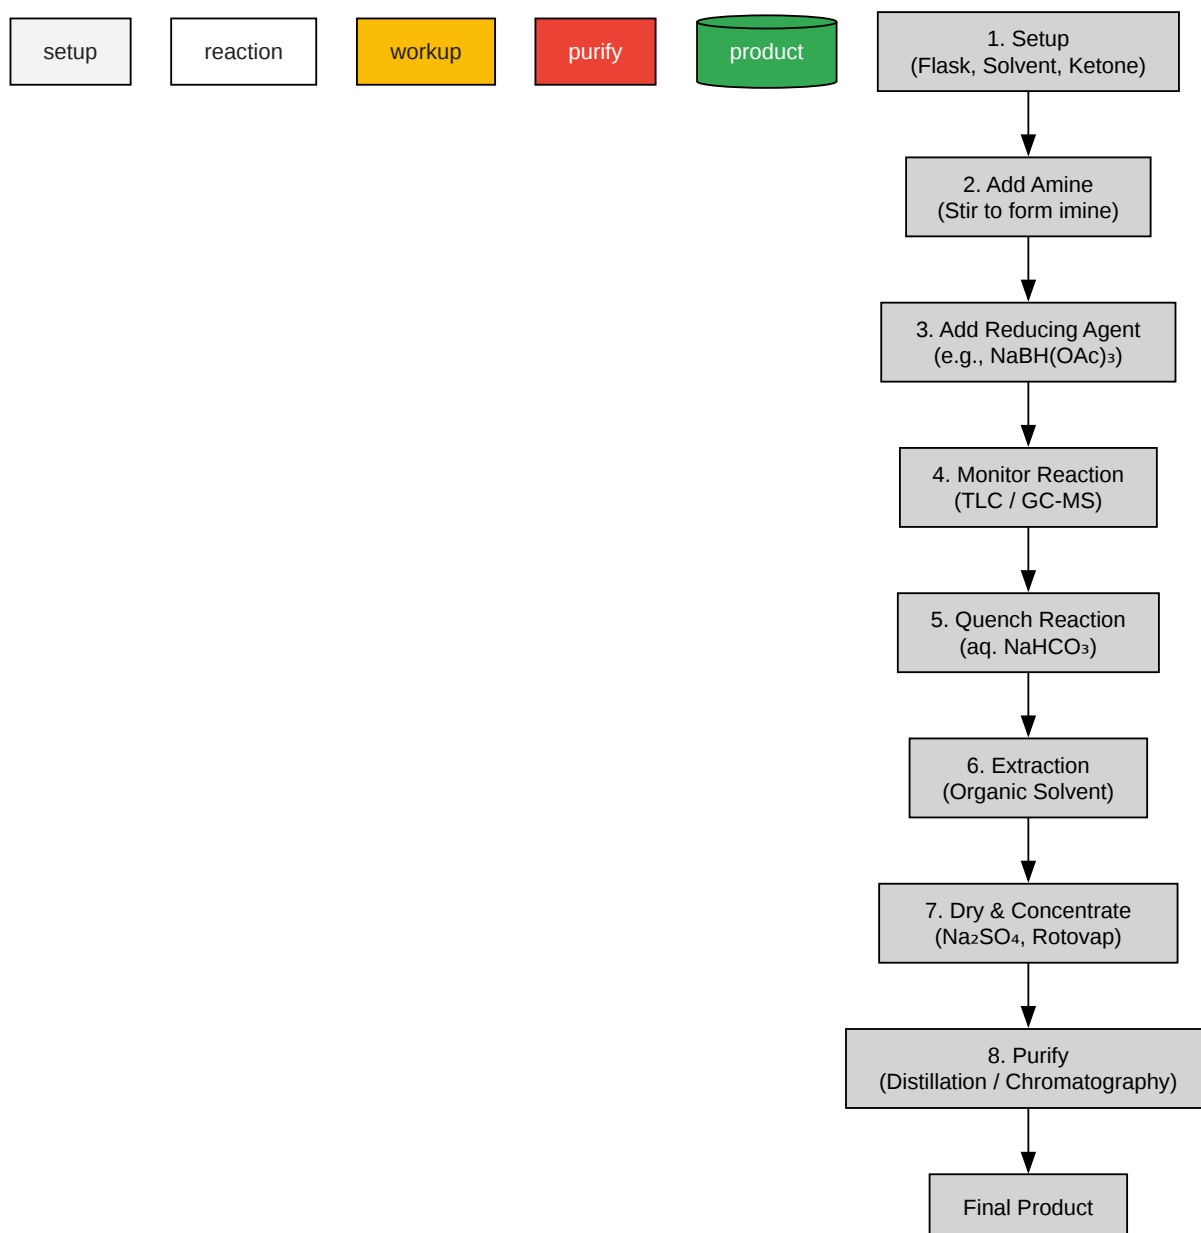 setup
reaction
workup
purify
product
1. Setup
(Flask, Solvent, Ketone)
2. Add Amine
(Stir to form imine)
3. Add Reducing Agent
(e.g., NaBH(OAc)₃)
4. Monitor Reaction
(TLC / GC-MS)
5. Quench Reaction
(aq. NaHCO₃)
6. Extraction
(Organic Solvent)
7. Dry & Concentrate
(Na₂SO₄, Rotovap)
8. Purify
(Distillation / Chromatography)
Final Product